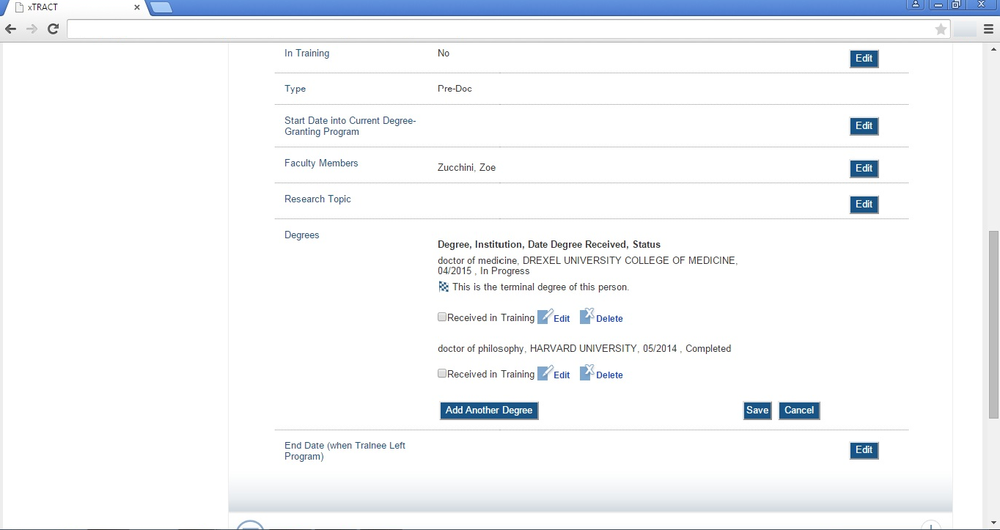 xTRACT
In Training No Edit
Type Pre-Doc
Start Date into Current Degree-
Granting Program Edit
Faculty Members Zucchini, Zoe Edit
Research Topic Edit
Degrees
Degree, Institution, Date Degree Received, Status
doctor of medicine, DREXEL UNIVERSITY COLLEGE OF MEDICINE,
04/2015 , In Progress
This is the terminal degree of this person.
Received in Training Edit Delete
doctor of philosophy, HARVARD UNIVERSITY, 05/2014 , Completed
Received in Training Edit Delete
Add Another Degree Save Cancel
End Date (when Tralnee Left
Program) Edit